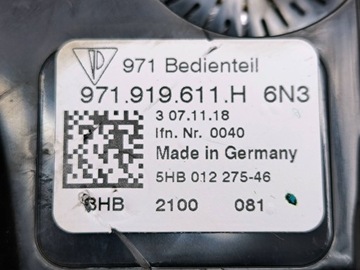 971 Bedienteil
971.919.611.H 6N3
3 07.11.18
lfn. Nr. 0040
Made in Germany
5HB 012 275-46
3HB 2100 081